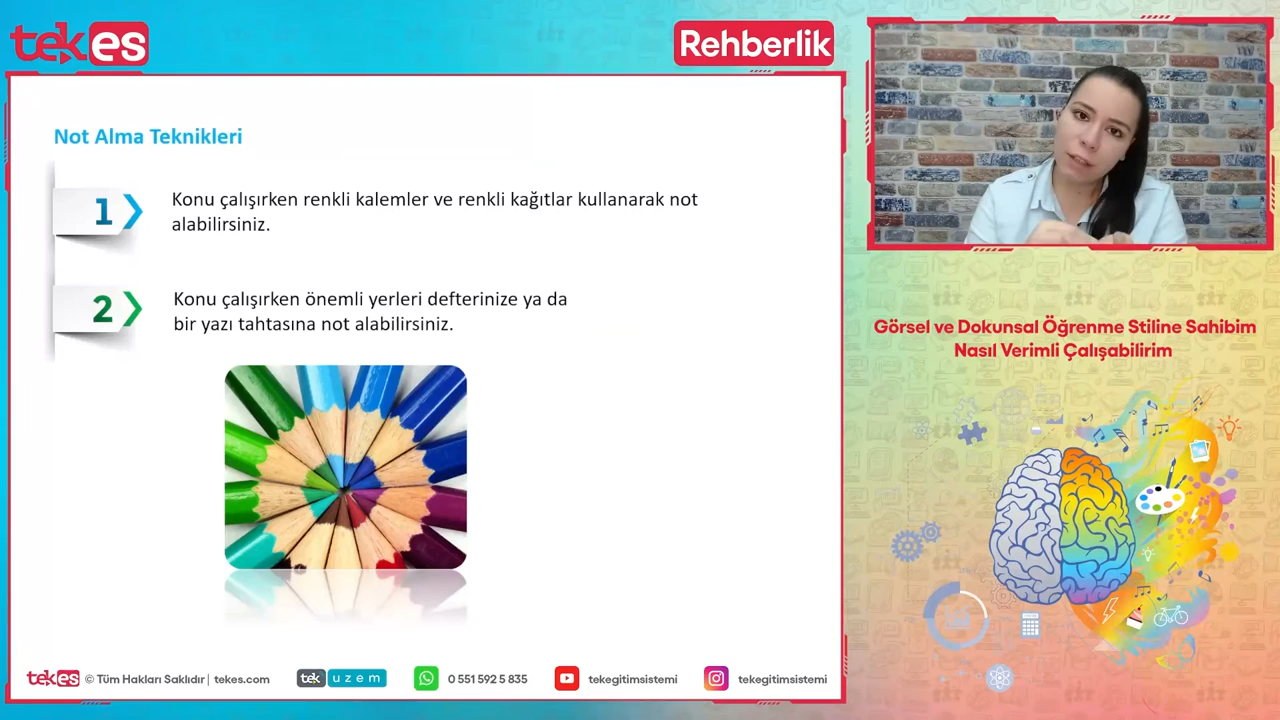 tekes
Rehberlik
Not Alma Teknikleri
1
Konu çalışırken renkli kalemler ve renkli kağıtlar kullanarak not
alabilirsiniz.
2
Konu çalışırken önemli yerleri defterinize ya da
bir yazı tahtasına not alabilirsiniz.
Görsel ve Dokunsal Öğrenme Stiline Sahibim
Nasıl Verimli Çalışabilirim
tekes © Tüm Hakları Saklıdır | tekes.com
tek uzem
0 551 592 5 835
tekegitimsistemi
tekegitimsistemi